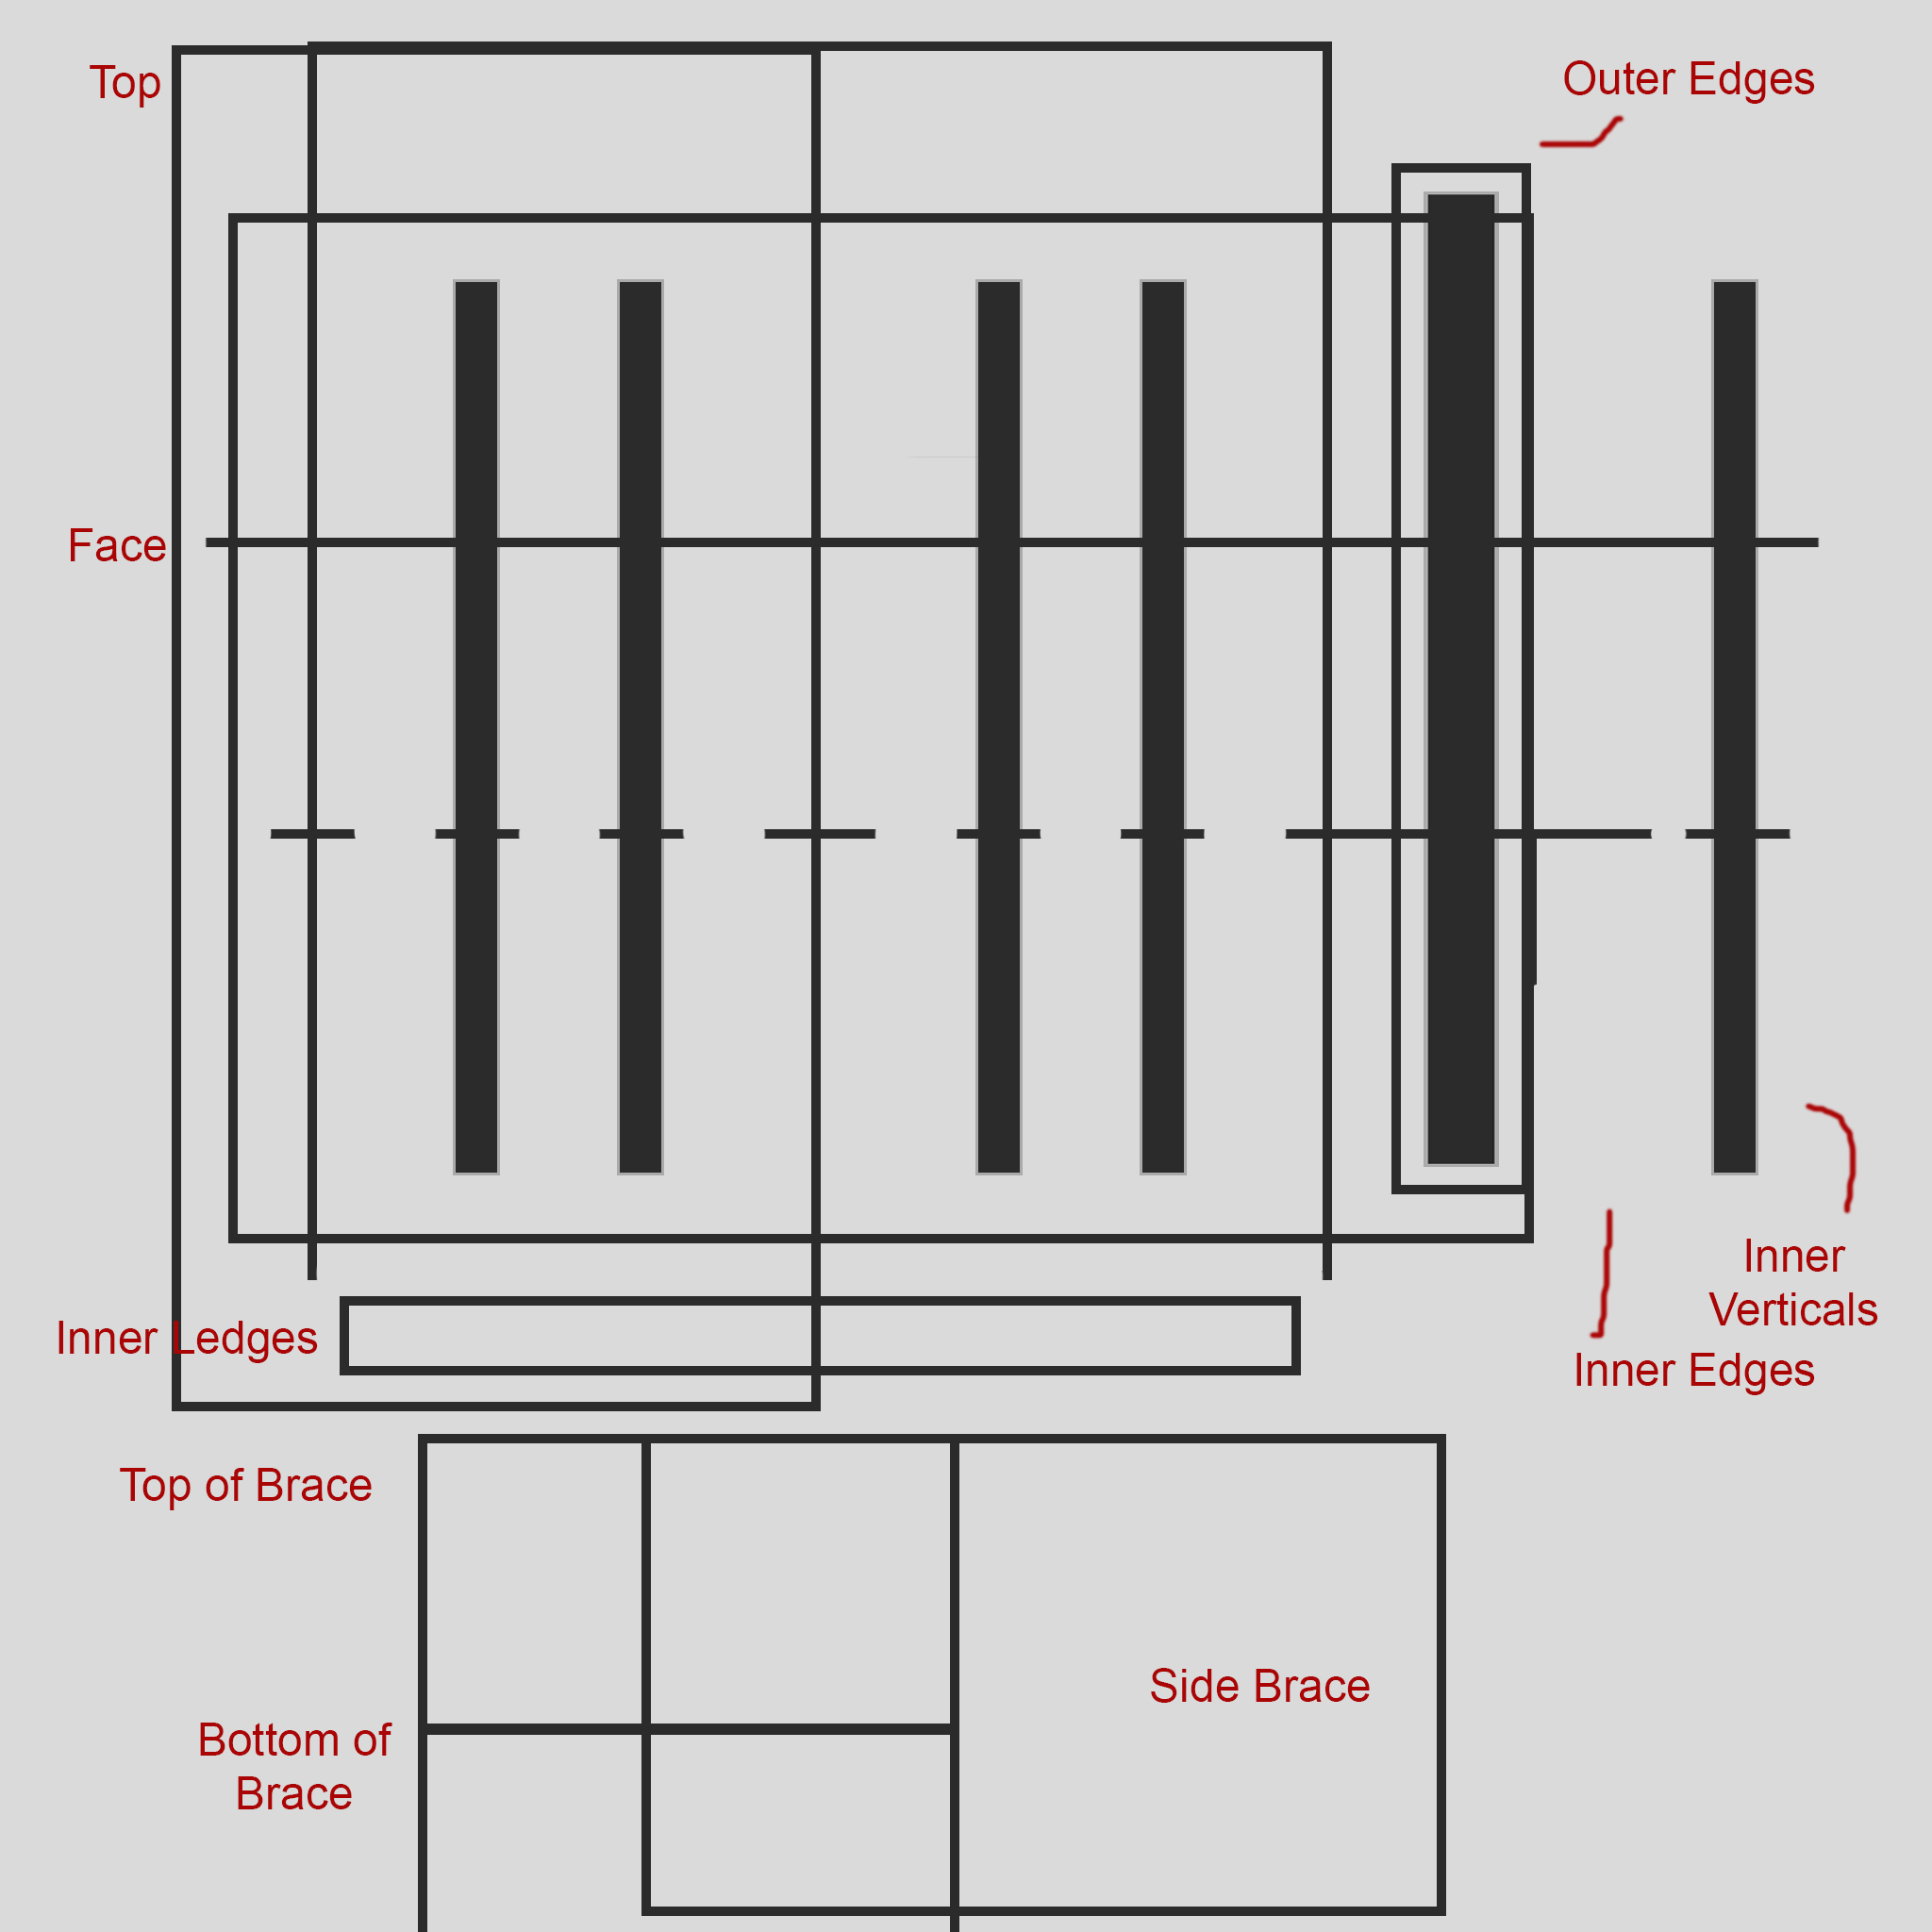 Top
Outer Edges
Face
Inner
Verticals
Inner Ledges
Inner Edges
Top of Brace
Side Brace
Bottom of
Brace